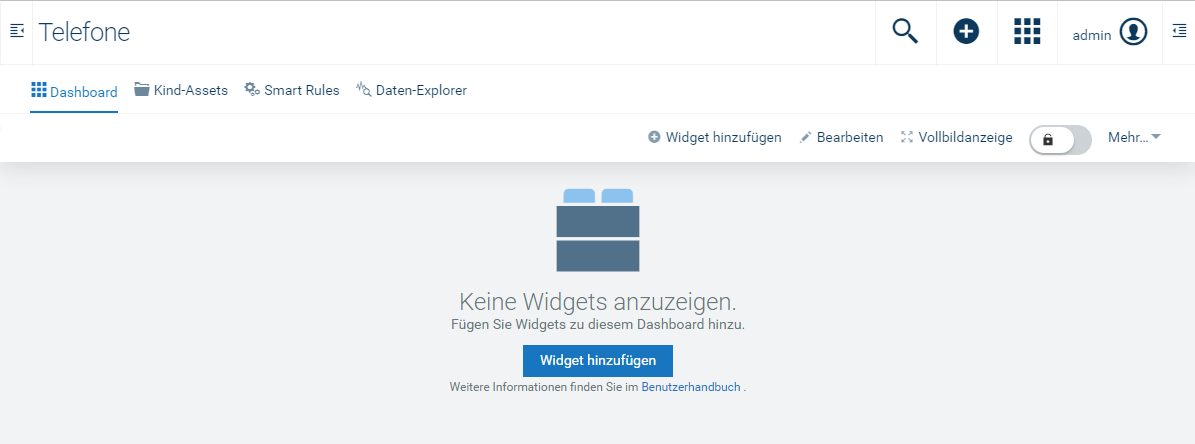 Telefone
admin
Dashboard Kind-Assets Smart Rules Daten-Explorer
Widget hinzufügen Bearbeiten Vollbildanzeige Mehr...
Keine Widgets anzuzeigen.
Fügen Sie Widgets zu diesem Dashboard hinzu.
Widget hinzufügen
Weitere Informationen finden Sie im Benutzerhandbuch .